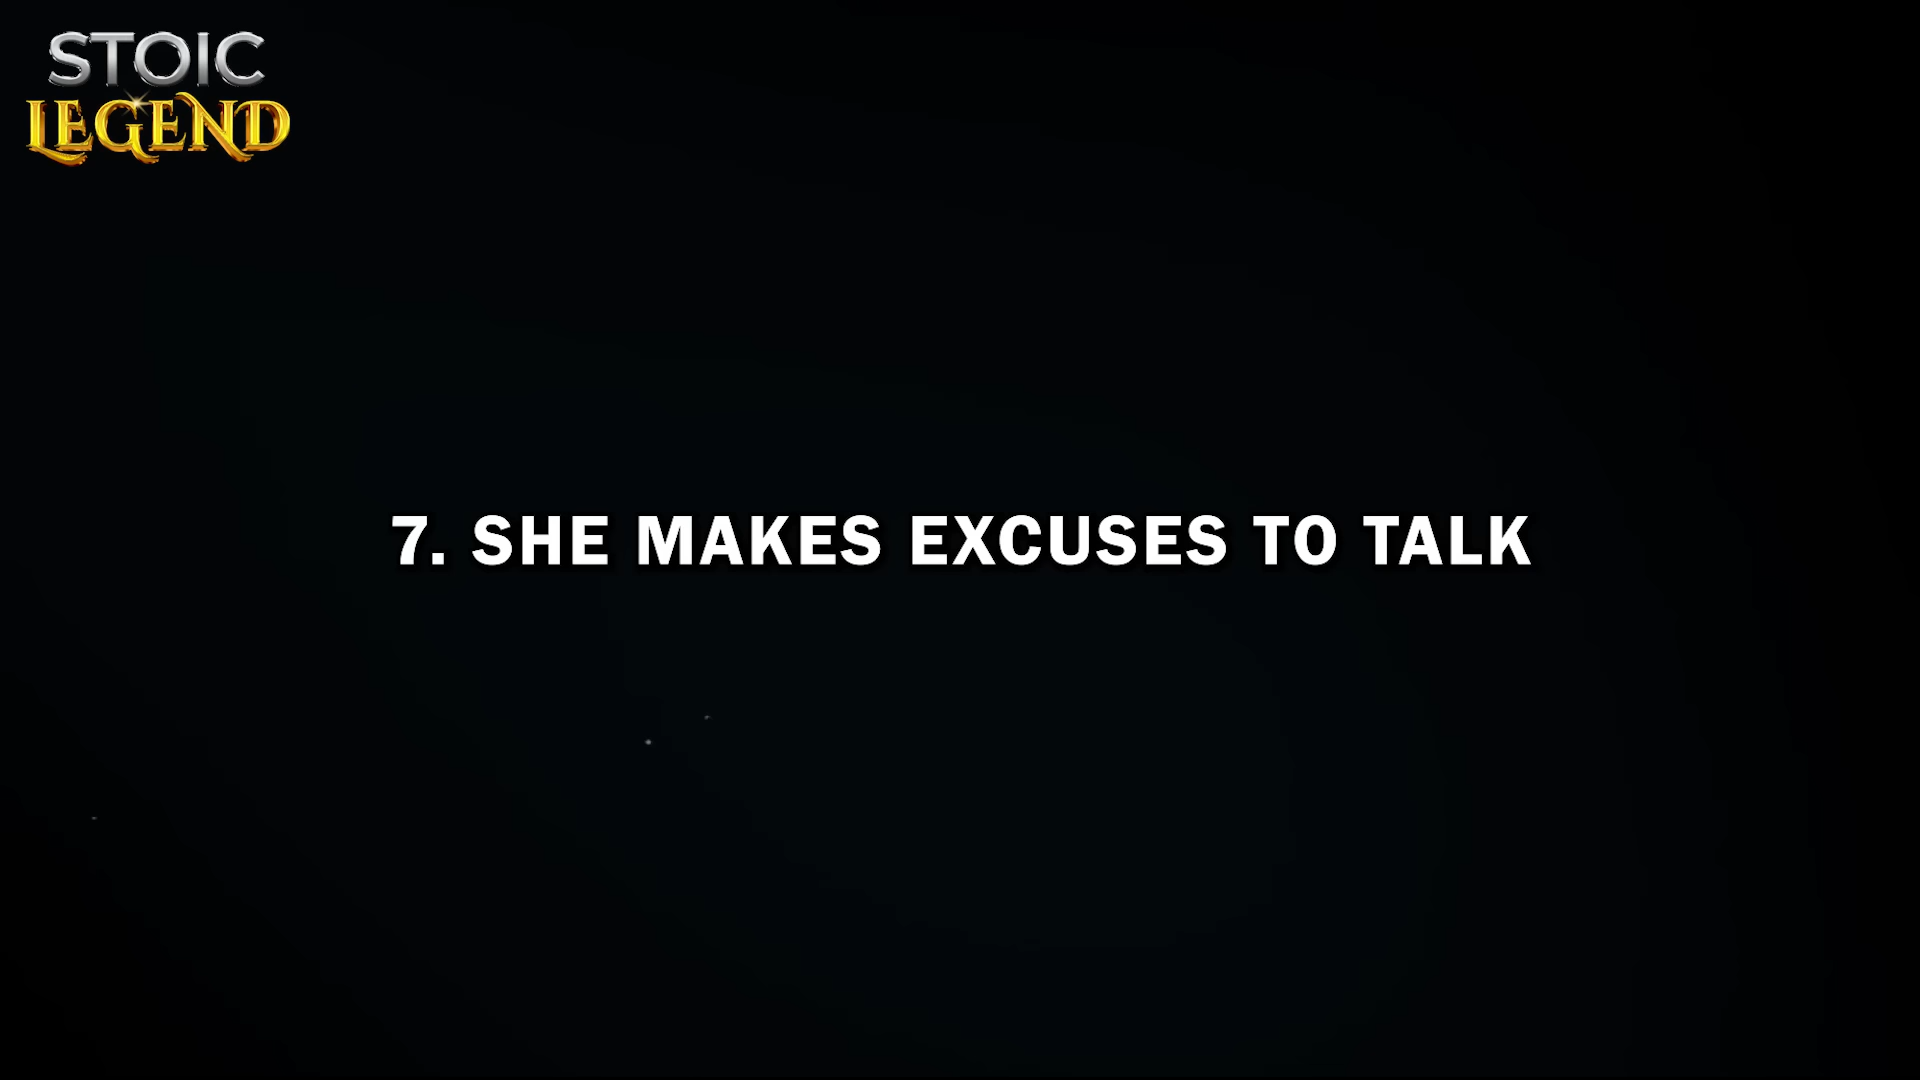 STOIC
LEGEND
7. SHE MAKES EXCUSES TO TALK